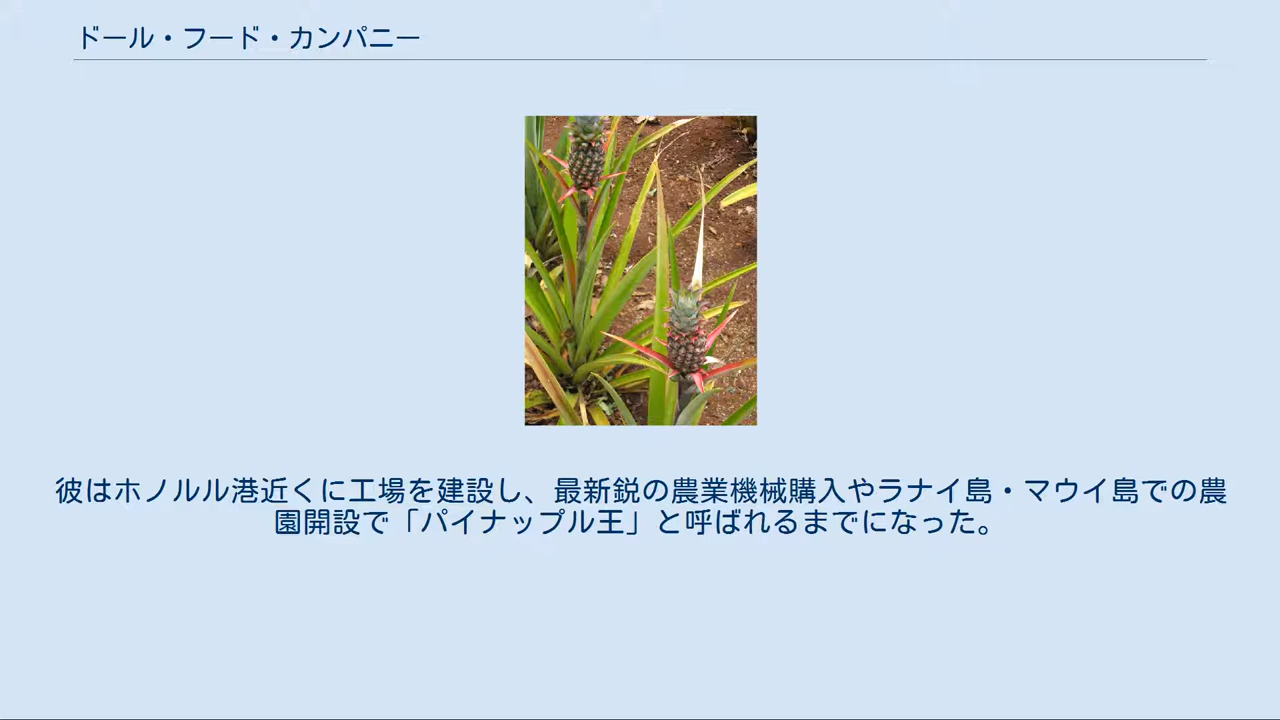 ドール・フード・カンパニー
彼はホノルル港近くに工場を建設し、最新鋭の農業機械購入やラナイ島・マウイ島での農
園開設で「パイナップル王」と呼ばれるまでになった。